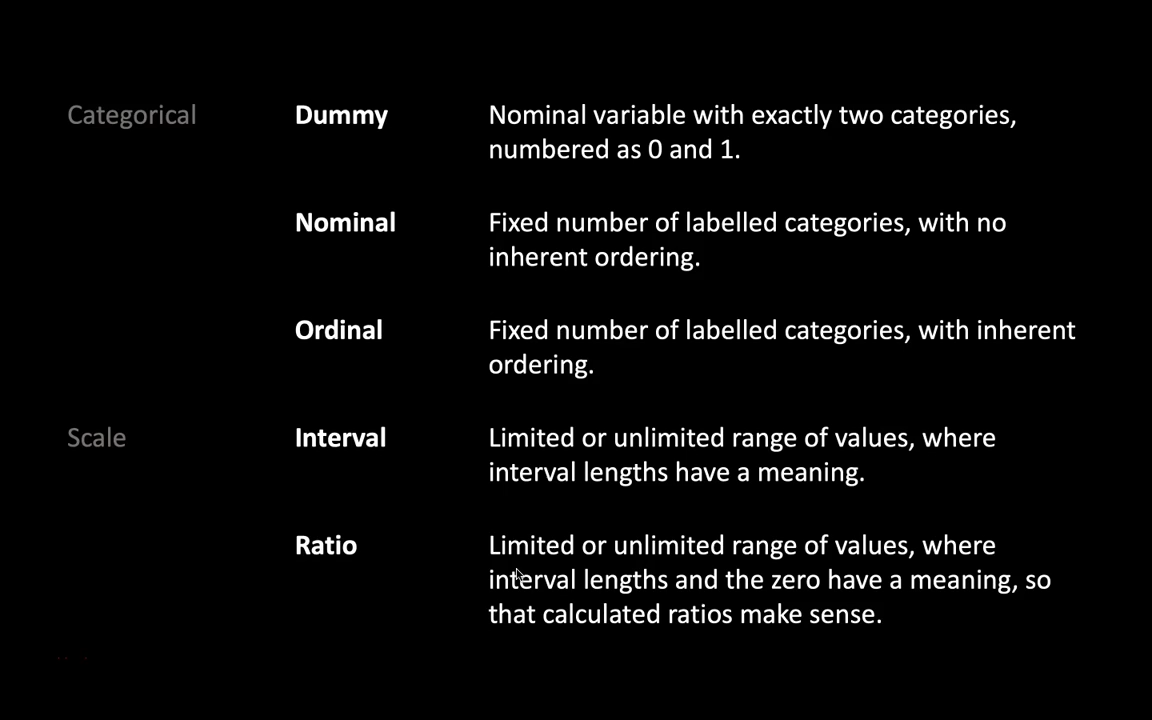 Categorical Dummy Nominal variable with exactly two categories,
numbered as 0 and 1.
Nominal Fixed number of labelled categories, with no
inherent ordering.
Ordinal Fixed number of labelled categories, with inherent
ordering.
Scale Interval Limited or unlimited range of values, where
interval lengths have a meaning.
Ratio Limited or unlimited range of values, where
interval lengths and the zero have a meaning, so
that calculated ratios make sense.